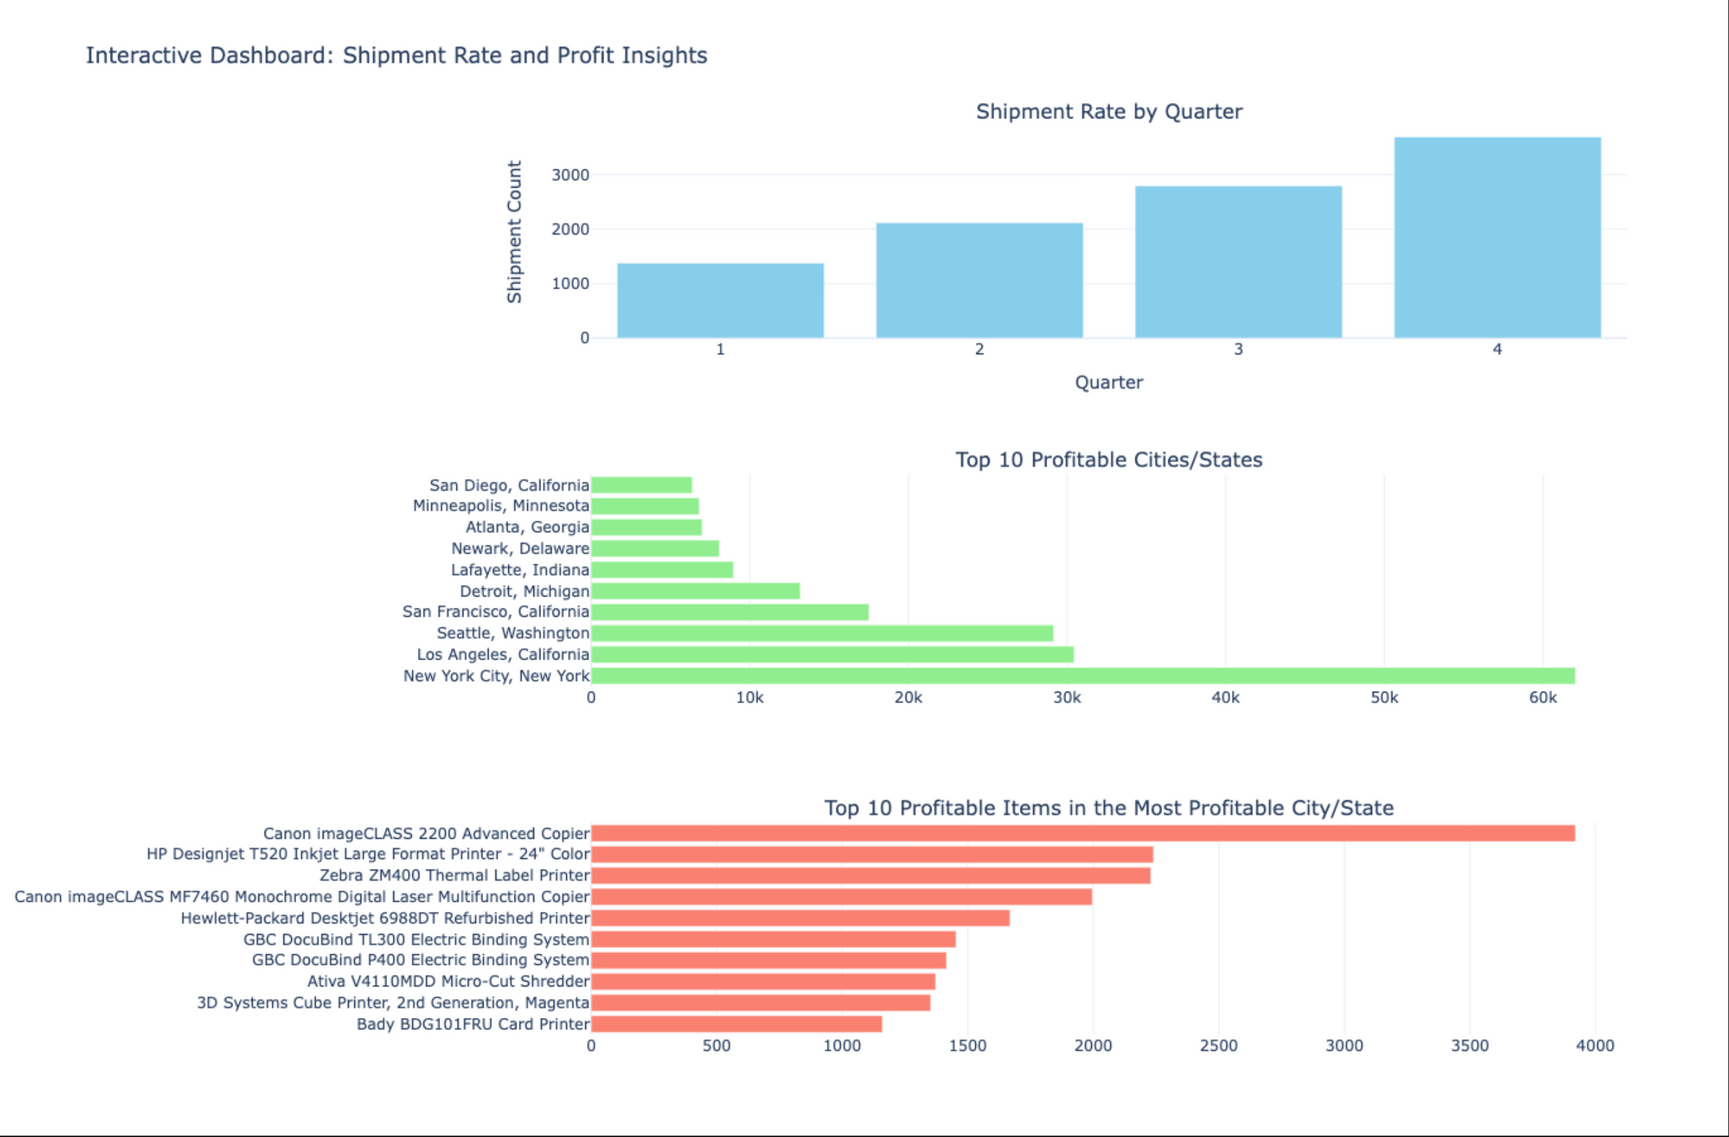 Interactive Dashboard: Shipment Rate and Profit Insights
Shipment Rate by Quarter
Shipment Count
3000
2000
1000
0
1 2 3 4
Quarter
Top 10 Profitable Cities/States
San Diego, California
Minneapolis, Minnesota
Atlanta, Georgia
Newark, Delaware
Lafayette, Indiana
Detroit, Michigan
San Francisco, California
Seattle, Washington
Los Angeles, California
New York City, New York
0 10k 20k 30k 40k 50k 60k
Top 10 Profitable Items in the Most Profitable City/State
Canon imageCLASS 2200 Advanced Copier
HP Designjet T520 Inkjet Large Format Printer - 24" Color
Zebra ZM400 Thermal Label Printer
Canon imageCLASS MF7460 Monochrome Digital Laser Multifunction Copier
Hewlett-Packard Desktjet 6988DT Refurbished Printer
GBC DocuBind TL300 Electric Binding System
GBC DocuBind P400 Electric Binding System
Ativa V4110MDD Micro-Cut Shredder
3D Systems Cube Printer, 2nd Generation, Magenta
Bady BDG101FRU Card Printer
0 500 1000 1500 2000 2500 3000 3500 4000